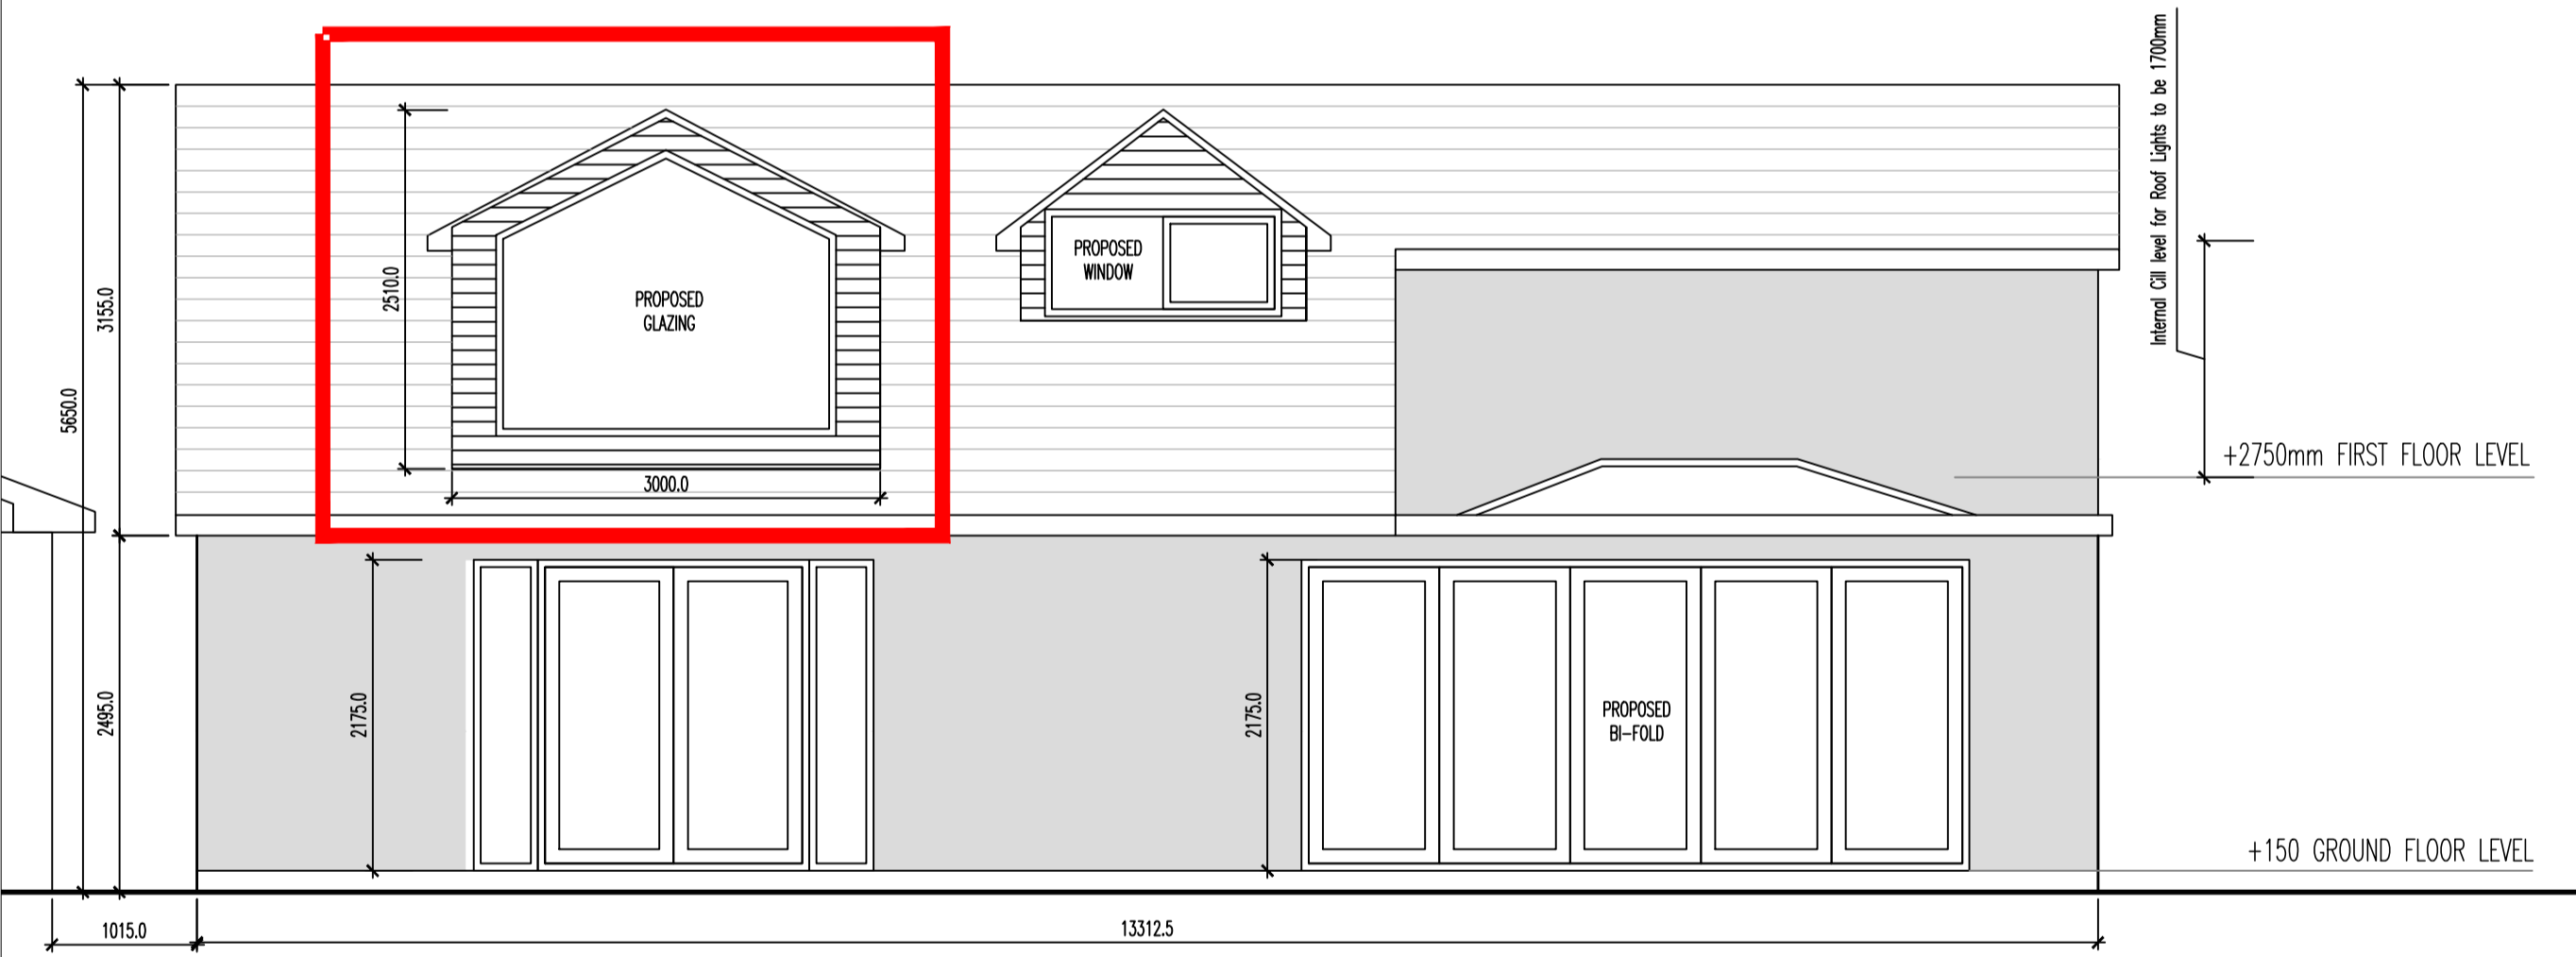 Internal Cill level for Roof Lights to be 1700mm
2510.0
PROPOSED
WINDOW
3155.0
PROPOSED
GLAZING
5650.0
+2750mm FIRST FLOOR LEVEL
3000.0
2495.0
2175.0
2175.0
PROPOSED
BI-FOLD
+150 GROUND FLOOR LEVEL
1015.0
13312.5